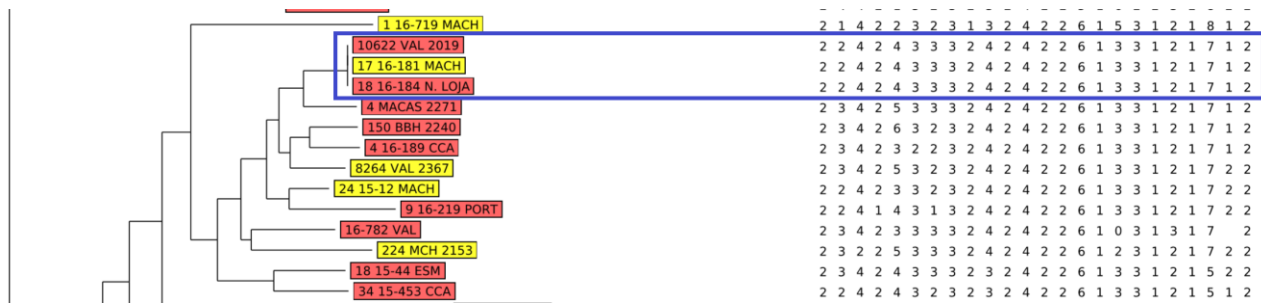 1 16-719 MACH 2 1 4 2 2 3 2 3 1 3 2 4 2 2 6 1 5 3 1 2 1 8 1 2
10622 VAL 2019 2 2 4 2 4 3 3 3 2 4 2 4 2 2 6 1 3 3 1 2 1 7 1 2
17 16-181 MACH 2 2 4 2 4 3 3 3 2 4 2 4 2 2 6 1 3 3 1 2 1 7 1 2
18 16-184 N. LOJA 2 2 4 2 4 3 3 3 2 4 2 4 2 2 6 1 3 3 1 2 1 7 1 2
4 MACAS 2271 2 3 4 2 5 3 3 3 2 4 2 4 2 2 6 1 3 3 1 2 1 7 1 2
150 BBH 2240 2 3 4 2 6 3 2 3 2 4 2 4 2 2 6 1 3 3 1 2 1 7 1 2
4 16-189 CCA 2 3 4 2 3 2 2 3 2 4 2 4 2 2 6 1 3 3 1 2 1 7 1 2
8264 VAL 2367 2 3 4 2 5 3 2 3 2 4 2 4 2 2 6 1 3 3 1 2 1 7 2 2
24 15-12 MACH 2 2 4 2 3 3 2 3 2 4 2 4 2 2 6 1 3 3 1 2 1 7 2 2
9 16-219 PORT 2 2 4 1 4 3 1 3 2 4 2 4 2 2 6 1 3 3 1 2 1 7 2 2
16-782 VAL 2 3 4 2 3 3 3 3 2 4 2 4 2 2 6 1 0 3 1 3 1 7 2
224 MCH 2153 2 3 2 2 5 3 3 3 2 4 2 4 2 2 6 1 2 3 1 2 1 7 2 2
18 15-44 ESM 2 3 4 2 4 3 3 3 2 3 2 4 2 2 6 1 3 3 1 2 1 5 2 2
34 15-453 CCA 2 2 4 2 4 3 2 3 2 3 2 4 2 2 6 1 3 3 1 2 1 5 1 2